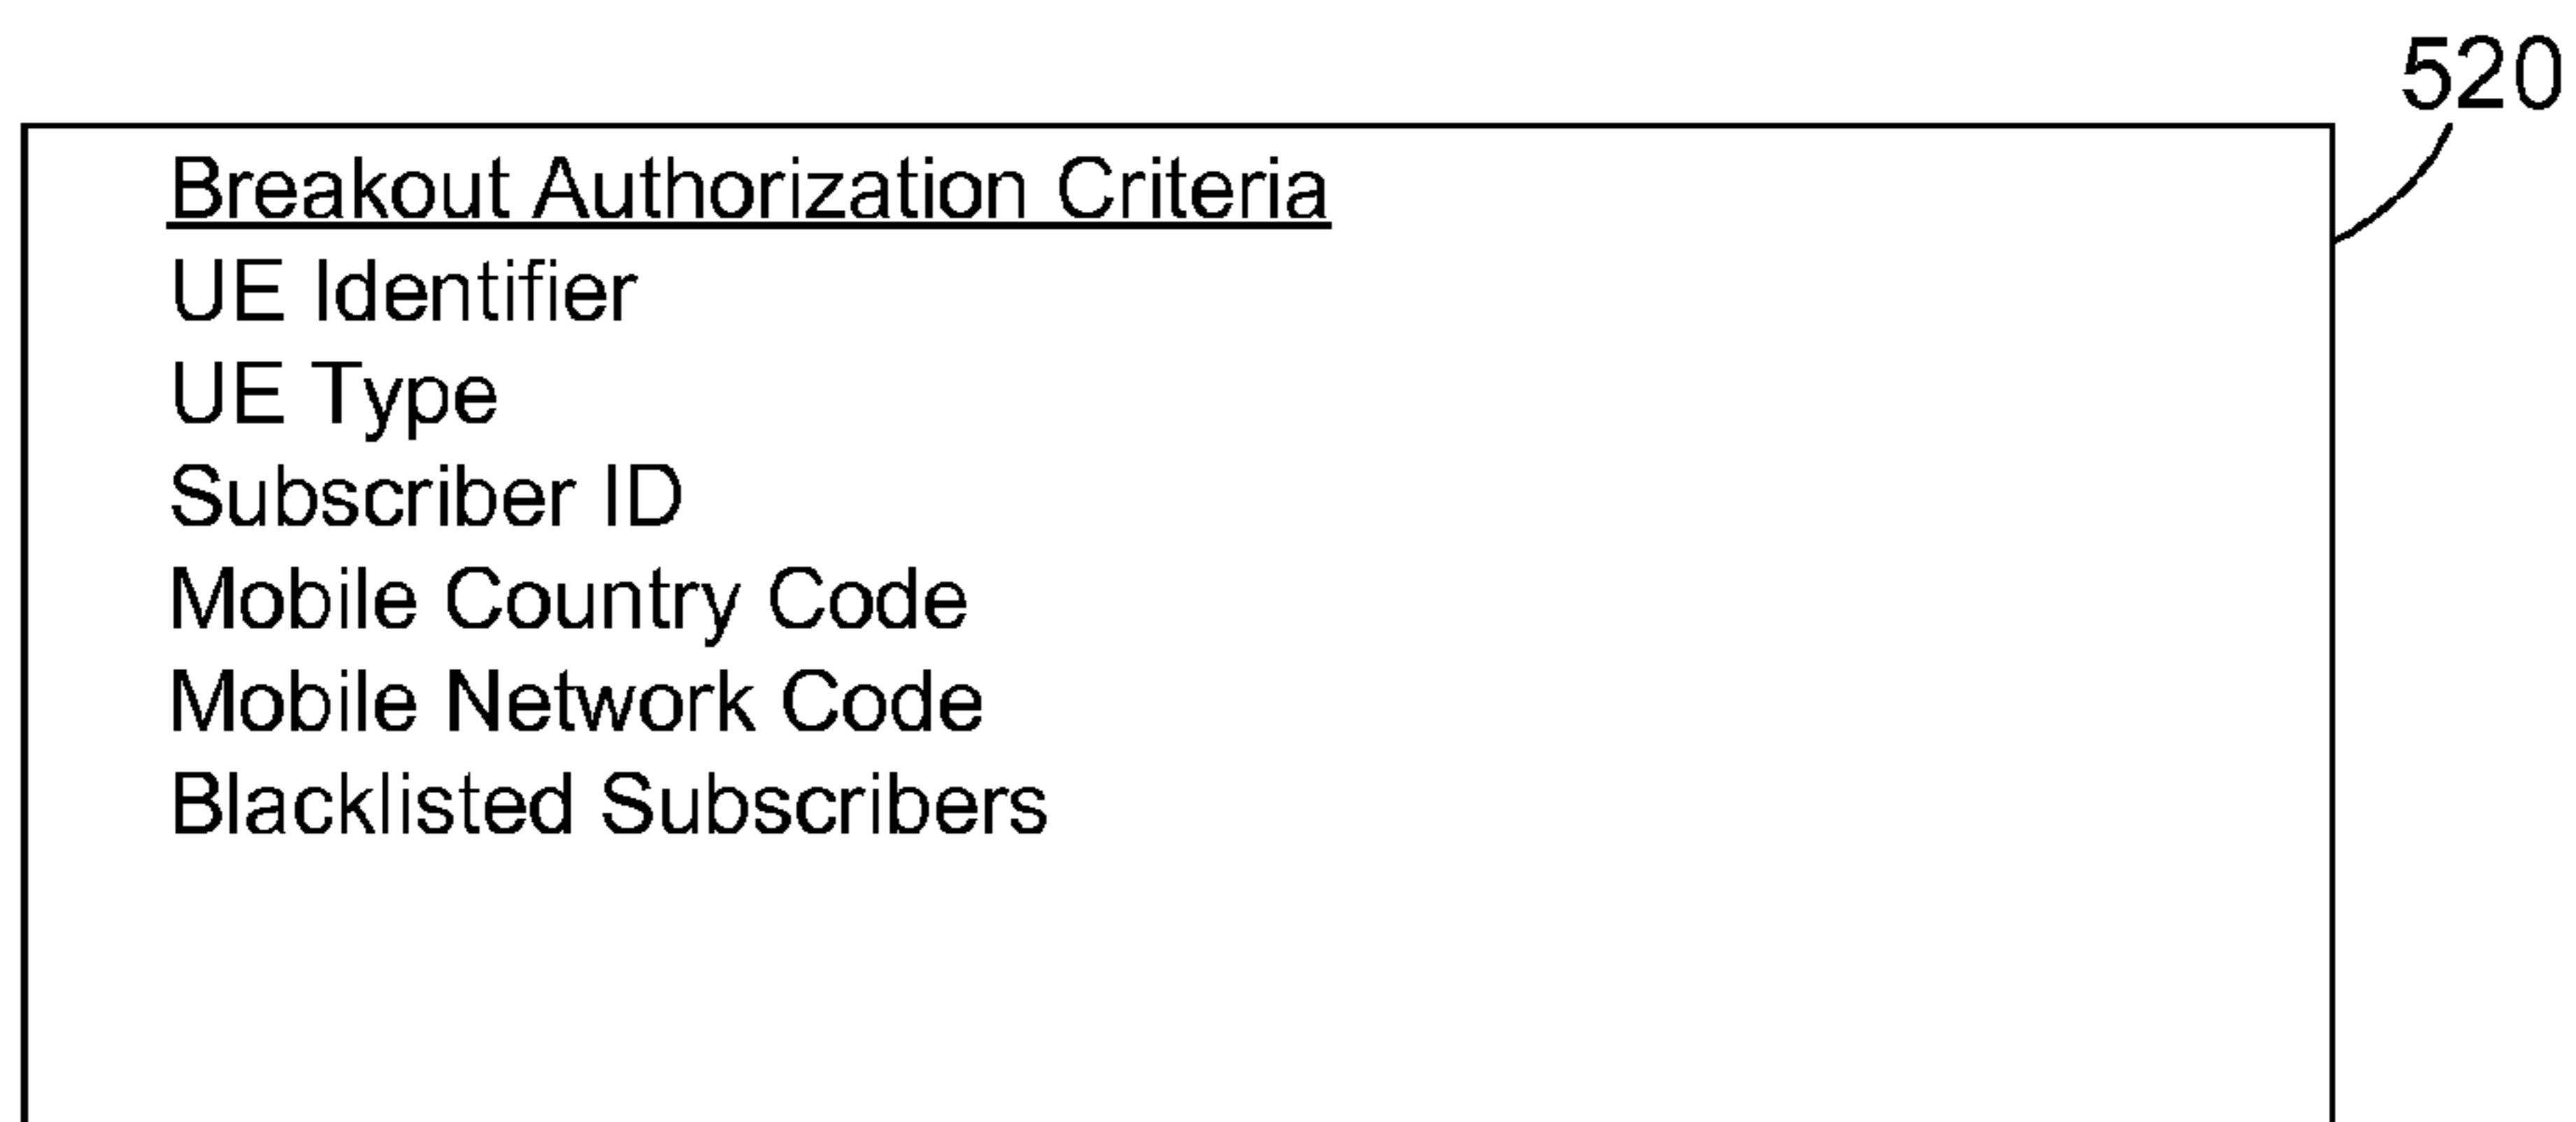 520
Breakout Authorization Criteria
UE Identifier
UE Type
Subscriber ID
Mobile Country Code
Mobile Network Code
Blacklisted Subscribers